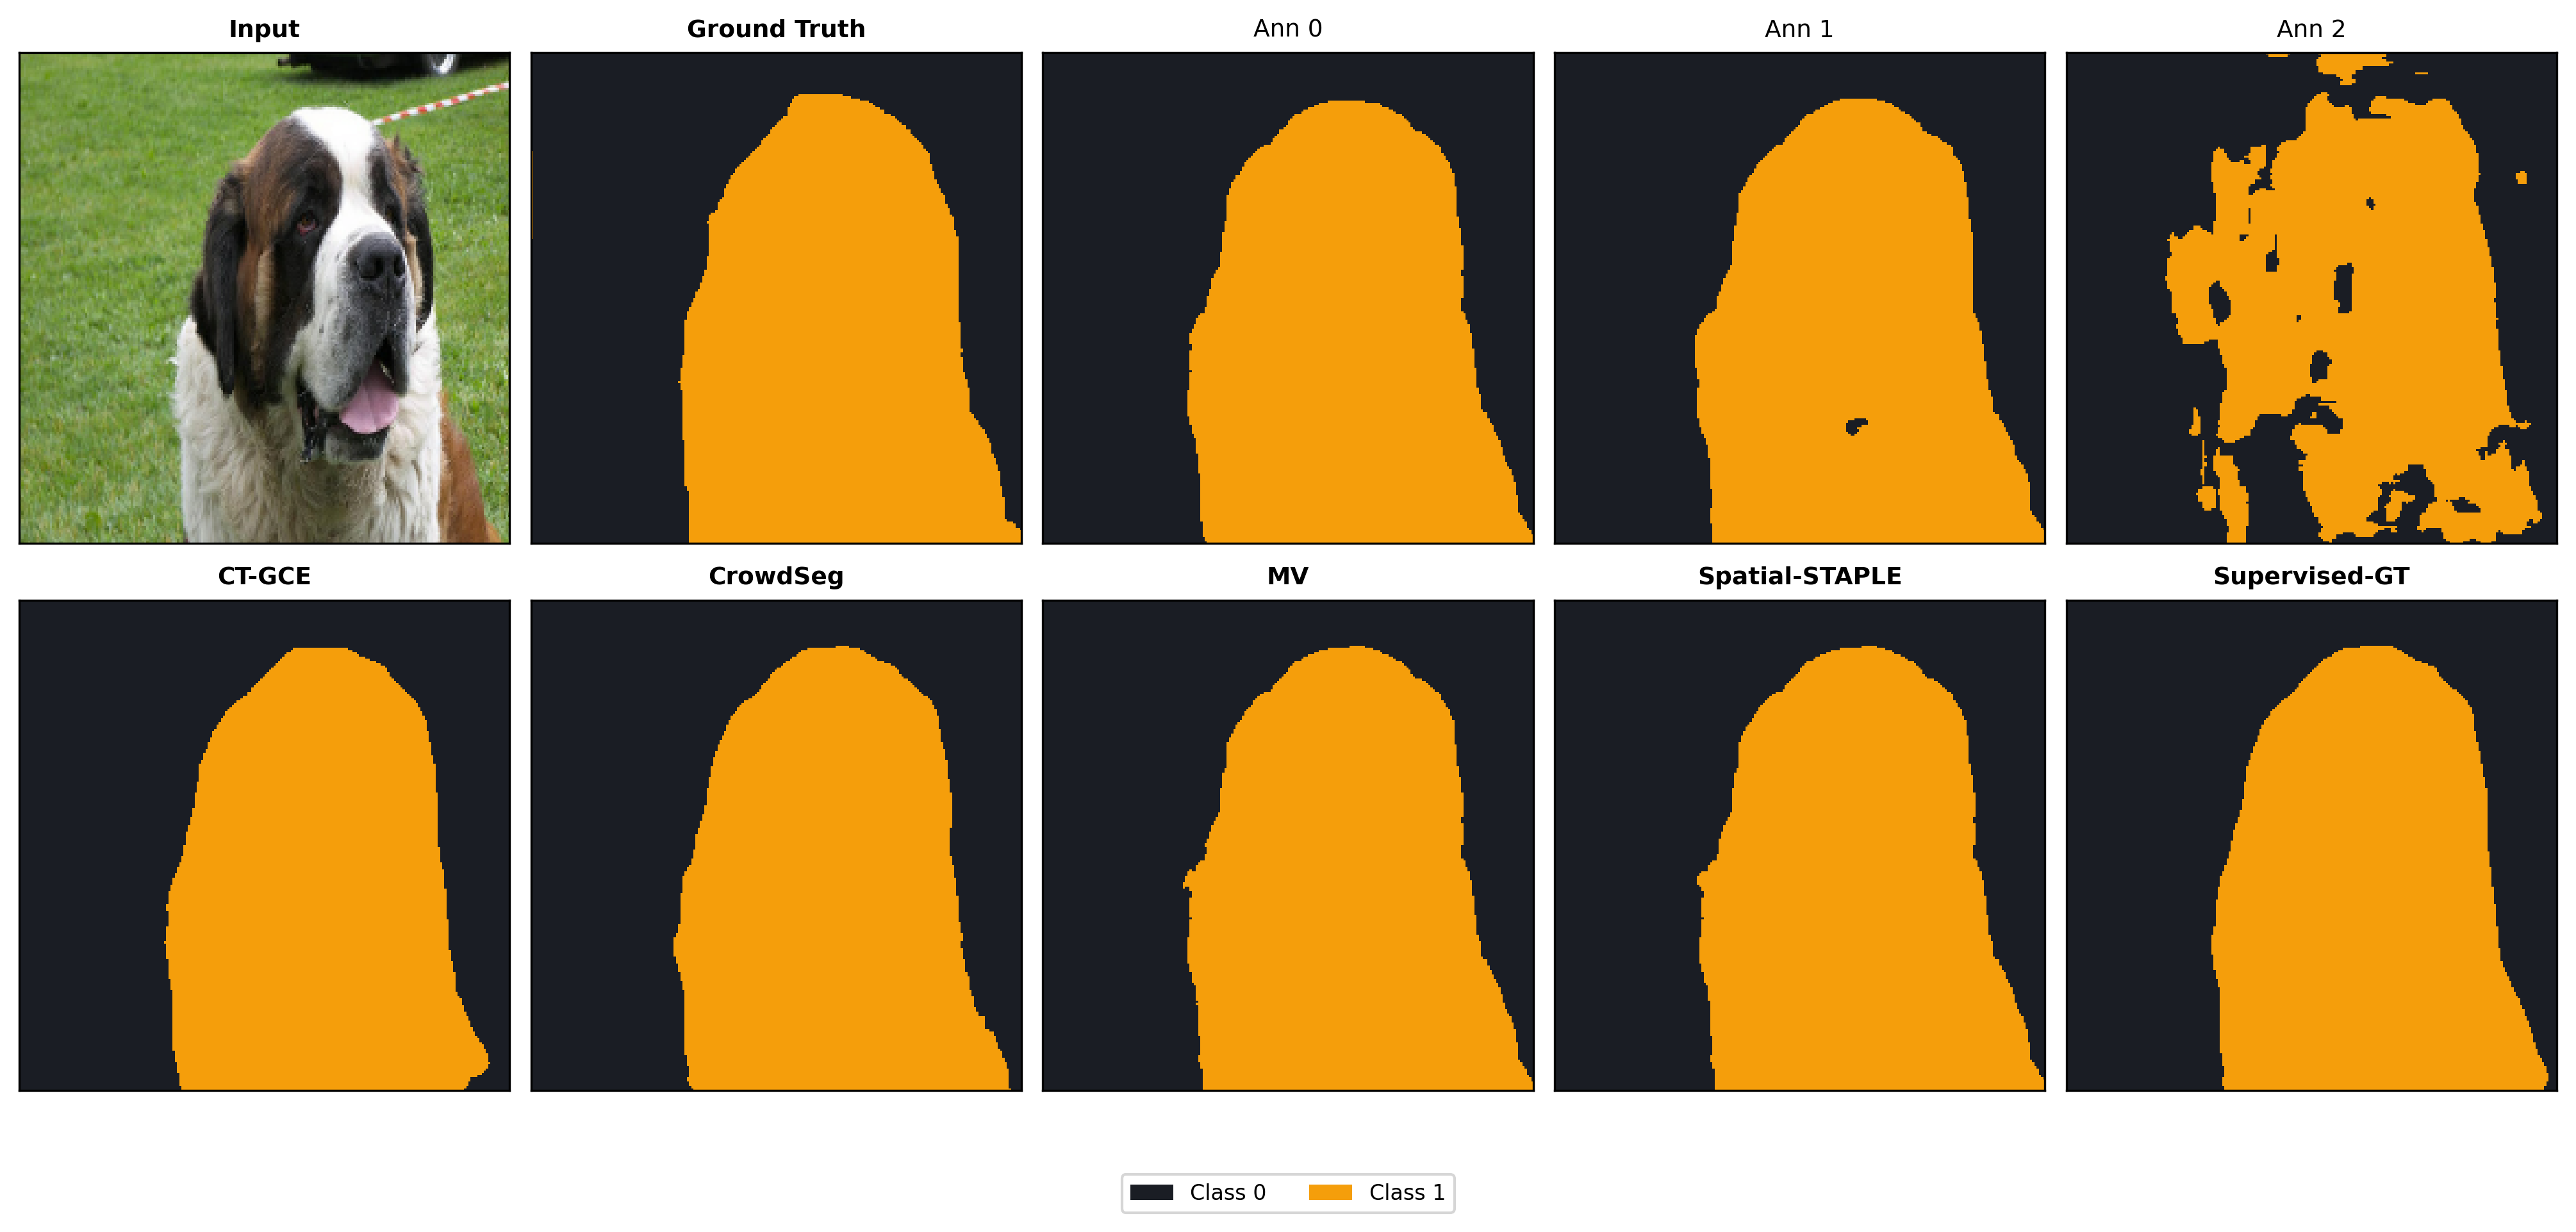 Input
Ground Truth
Ann 0
Ann 1
Ann 2
CT-GCE
CrowdSeg
MV
Spatial-STAPLE
Supervised-GT
Class 0
Class 1